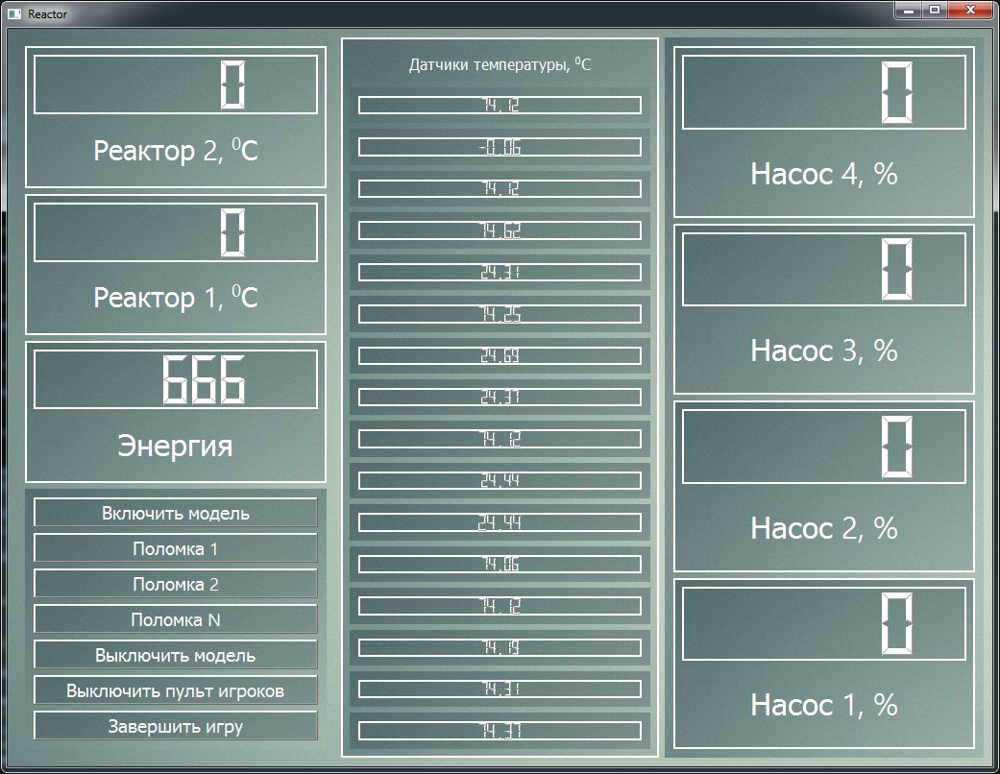 Reactor
0
Реактор 2, ⁰C
0
Реактор 1, ⁰C
666
Энергия
Включить модель
Поломка 1
Поломка 2
Поломка N
Выключить модель
Выключить пульт игроков
Завершить игру
Датчики температуры, ⁰C
74.12
-0.06
74.12
74.62
24.31
74.25
24.69
24.37
74.12
24.44
24.44
74.06
74.12
74.19
74.31
74.37
0
Насос 4, %
0
Насос 3, %
0
Насос 2, %
0
Насос 1, %